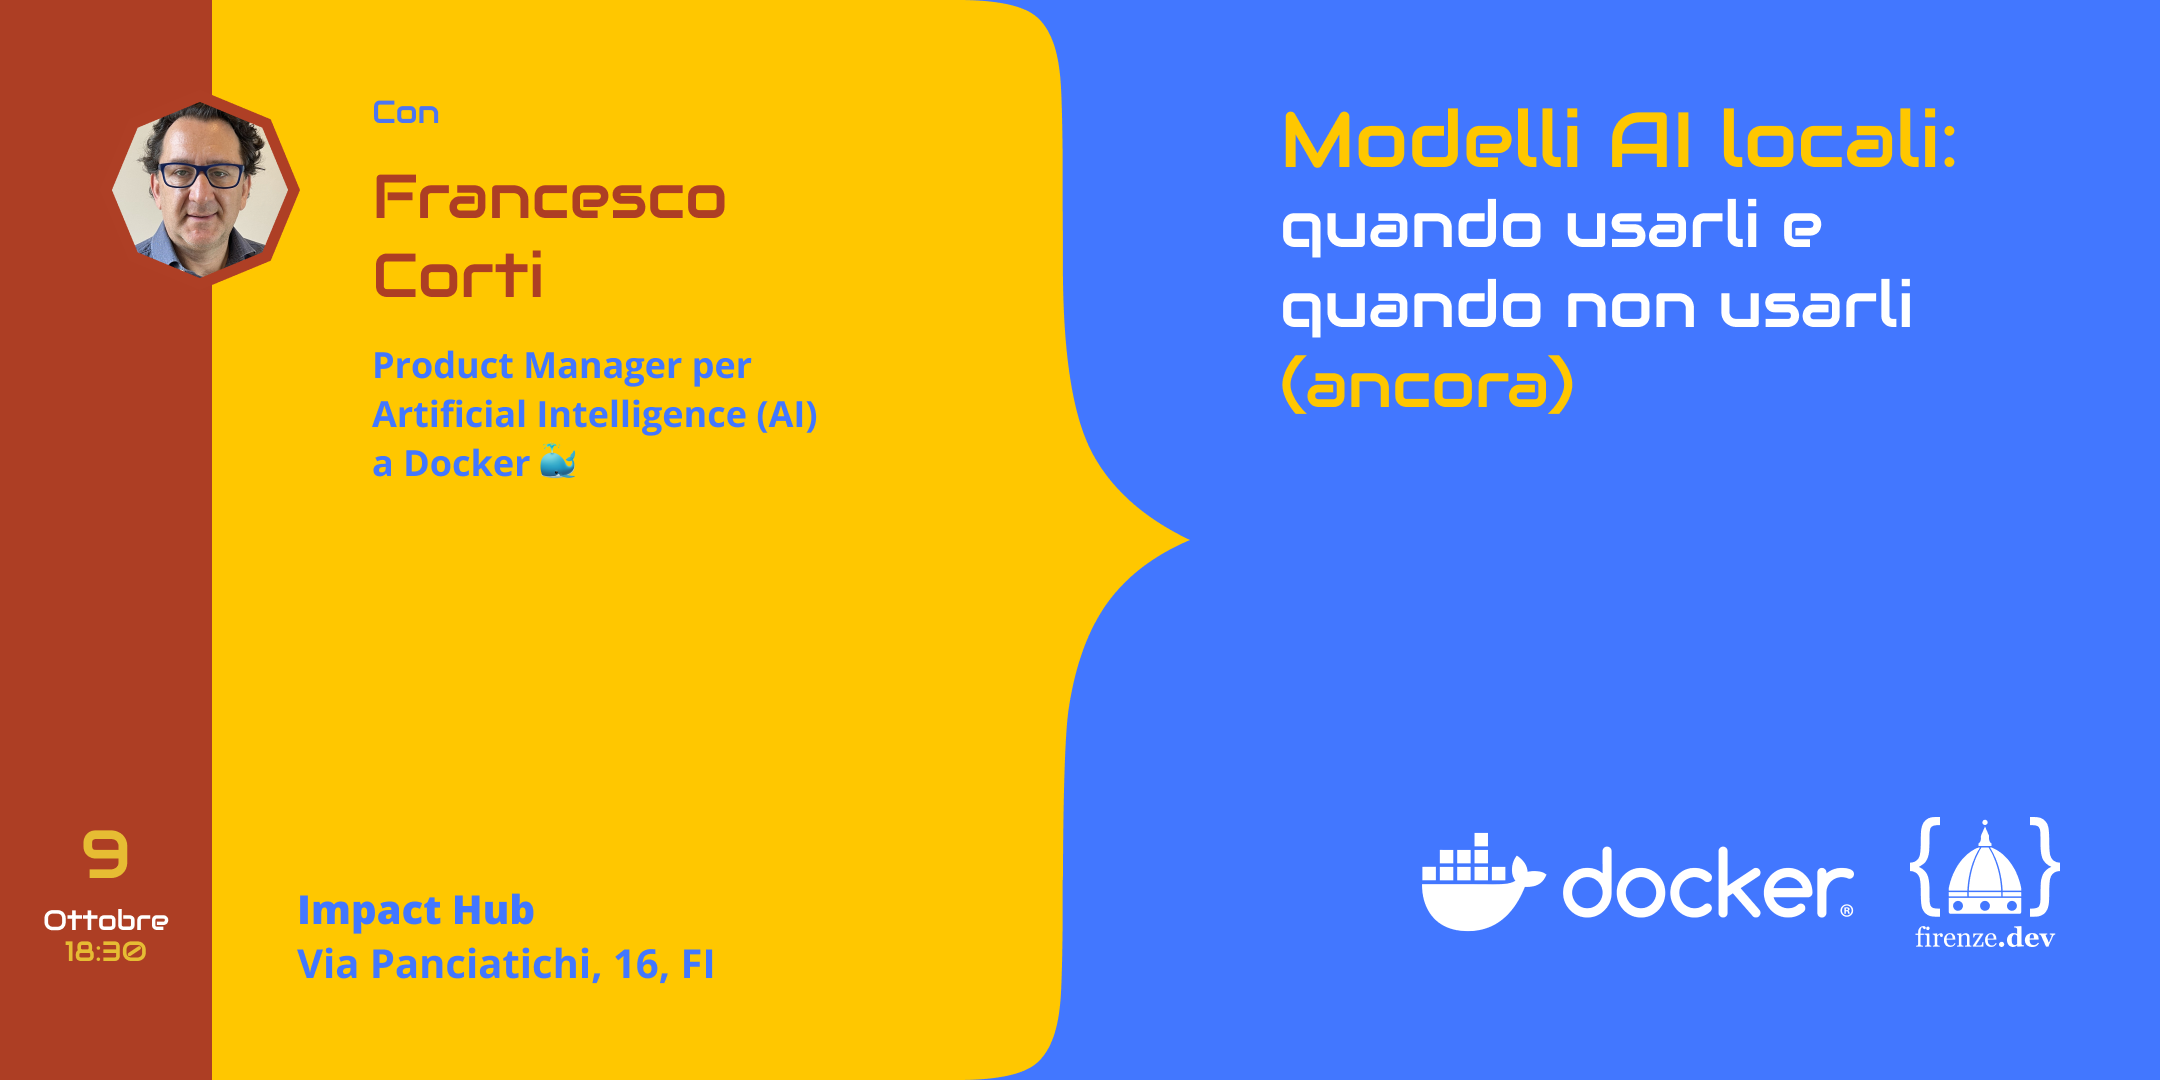 Con
Francesco
Corti
Product Manager per
Artificial Intelligence (AI)
a Docker 🐳
9
Ottobre
18:30
Impact Hub
Via Panciatichi, 16, FI
Modelli AI locali:
quando usarli e
quando non usarli
(ancora)
docker®
{ }
firenze.dev